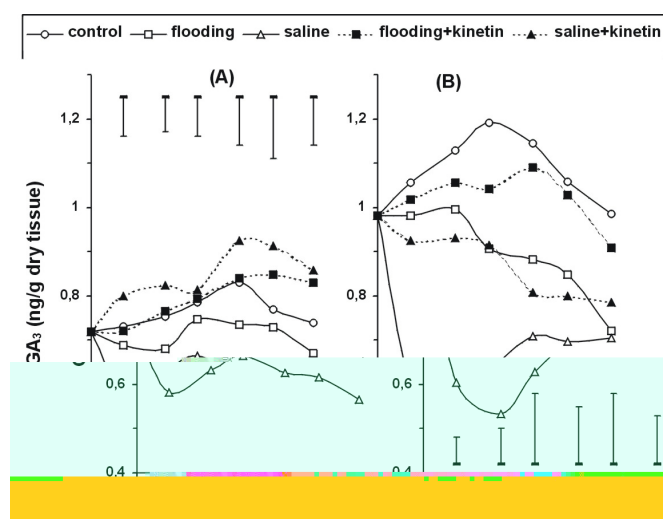 control flooding saline flooding+kinetin saline+kinetin
(A) (B)
1,2 1,2
1 1
0,8 0,8
GA3 (ng/g dry tissue)
0,6 0,6
0.4 0.4